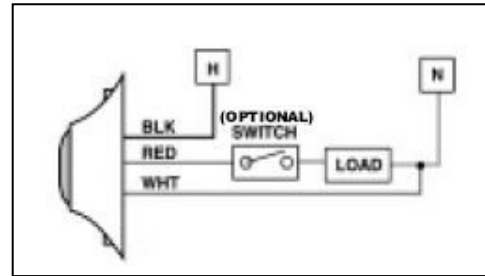 H
N
(OPTIONAL)
BLK
SWITCH
RED
LOAD
WHT